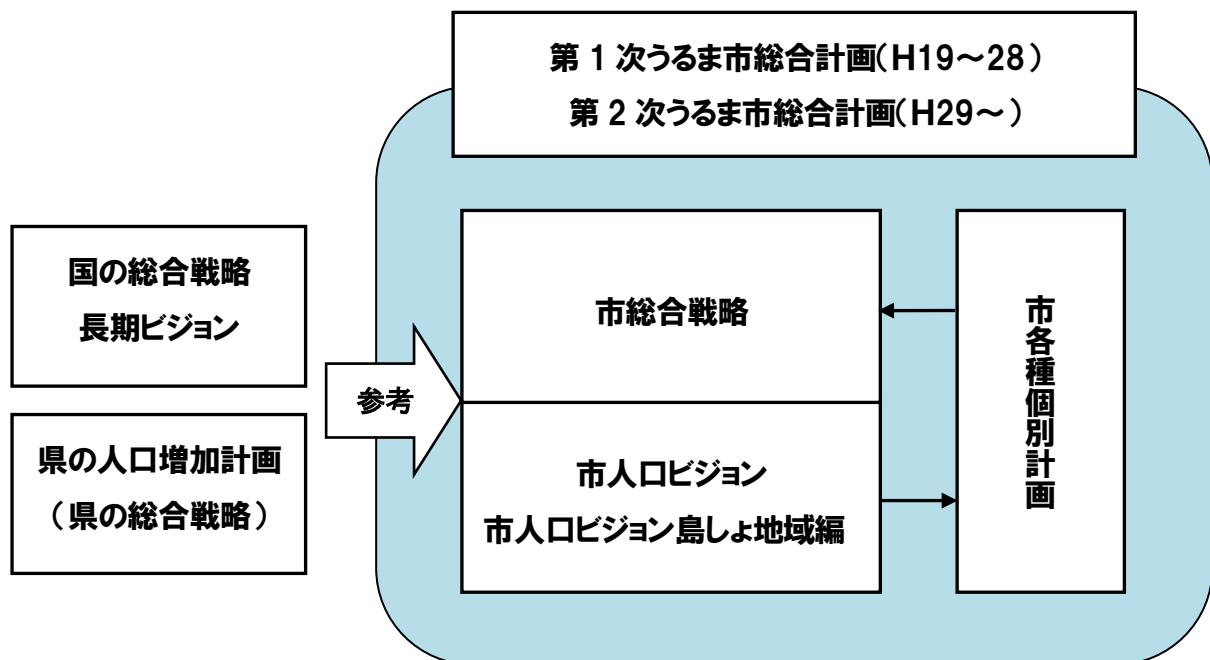 第1次うるま市総合計画（H19～28）
第2次うるま市総合計画（H29～）
国の総合戦略
長期ビジョン
県の人口増加計画
（県の総合戦略）
参考
市総合戦略
市人口ビジョン
市人口ビジョン島しょ地域編
市各種個別計画